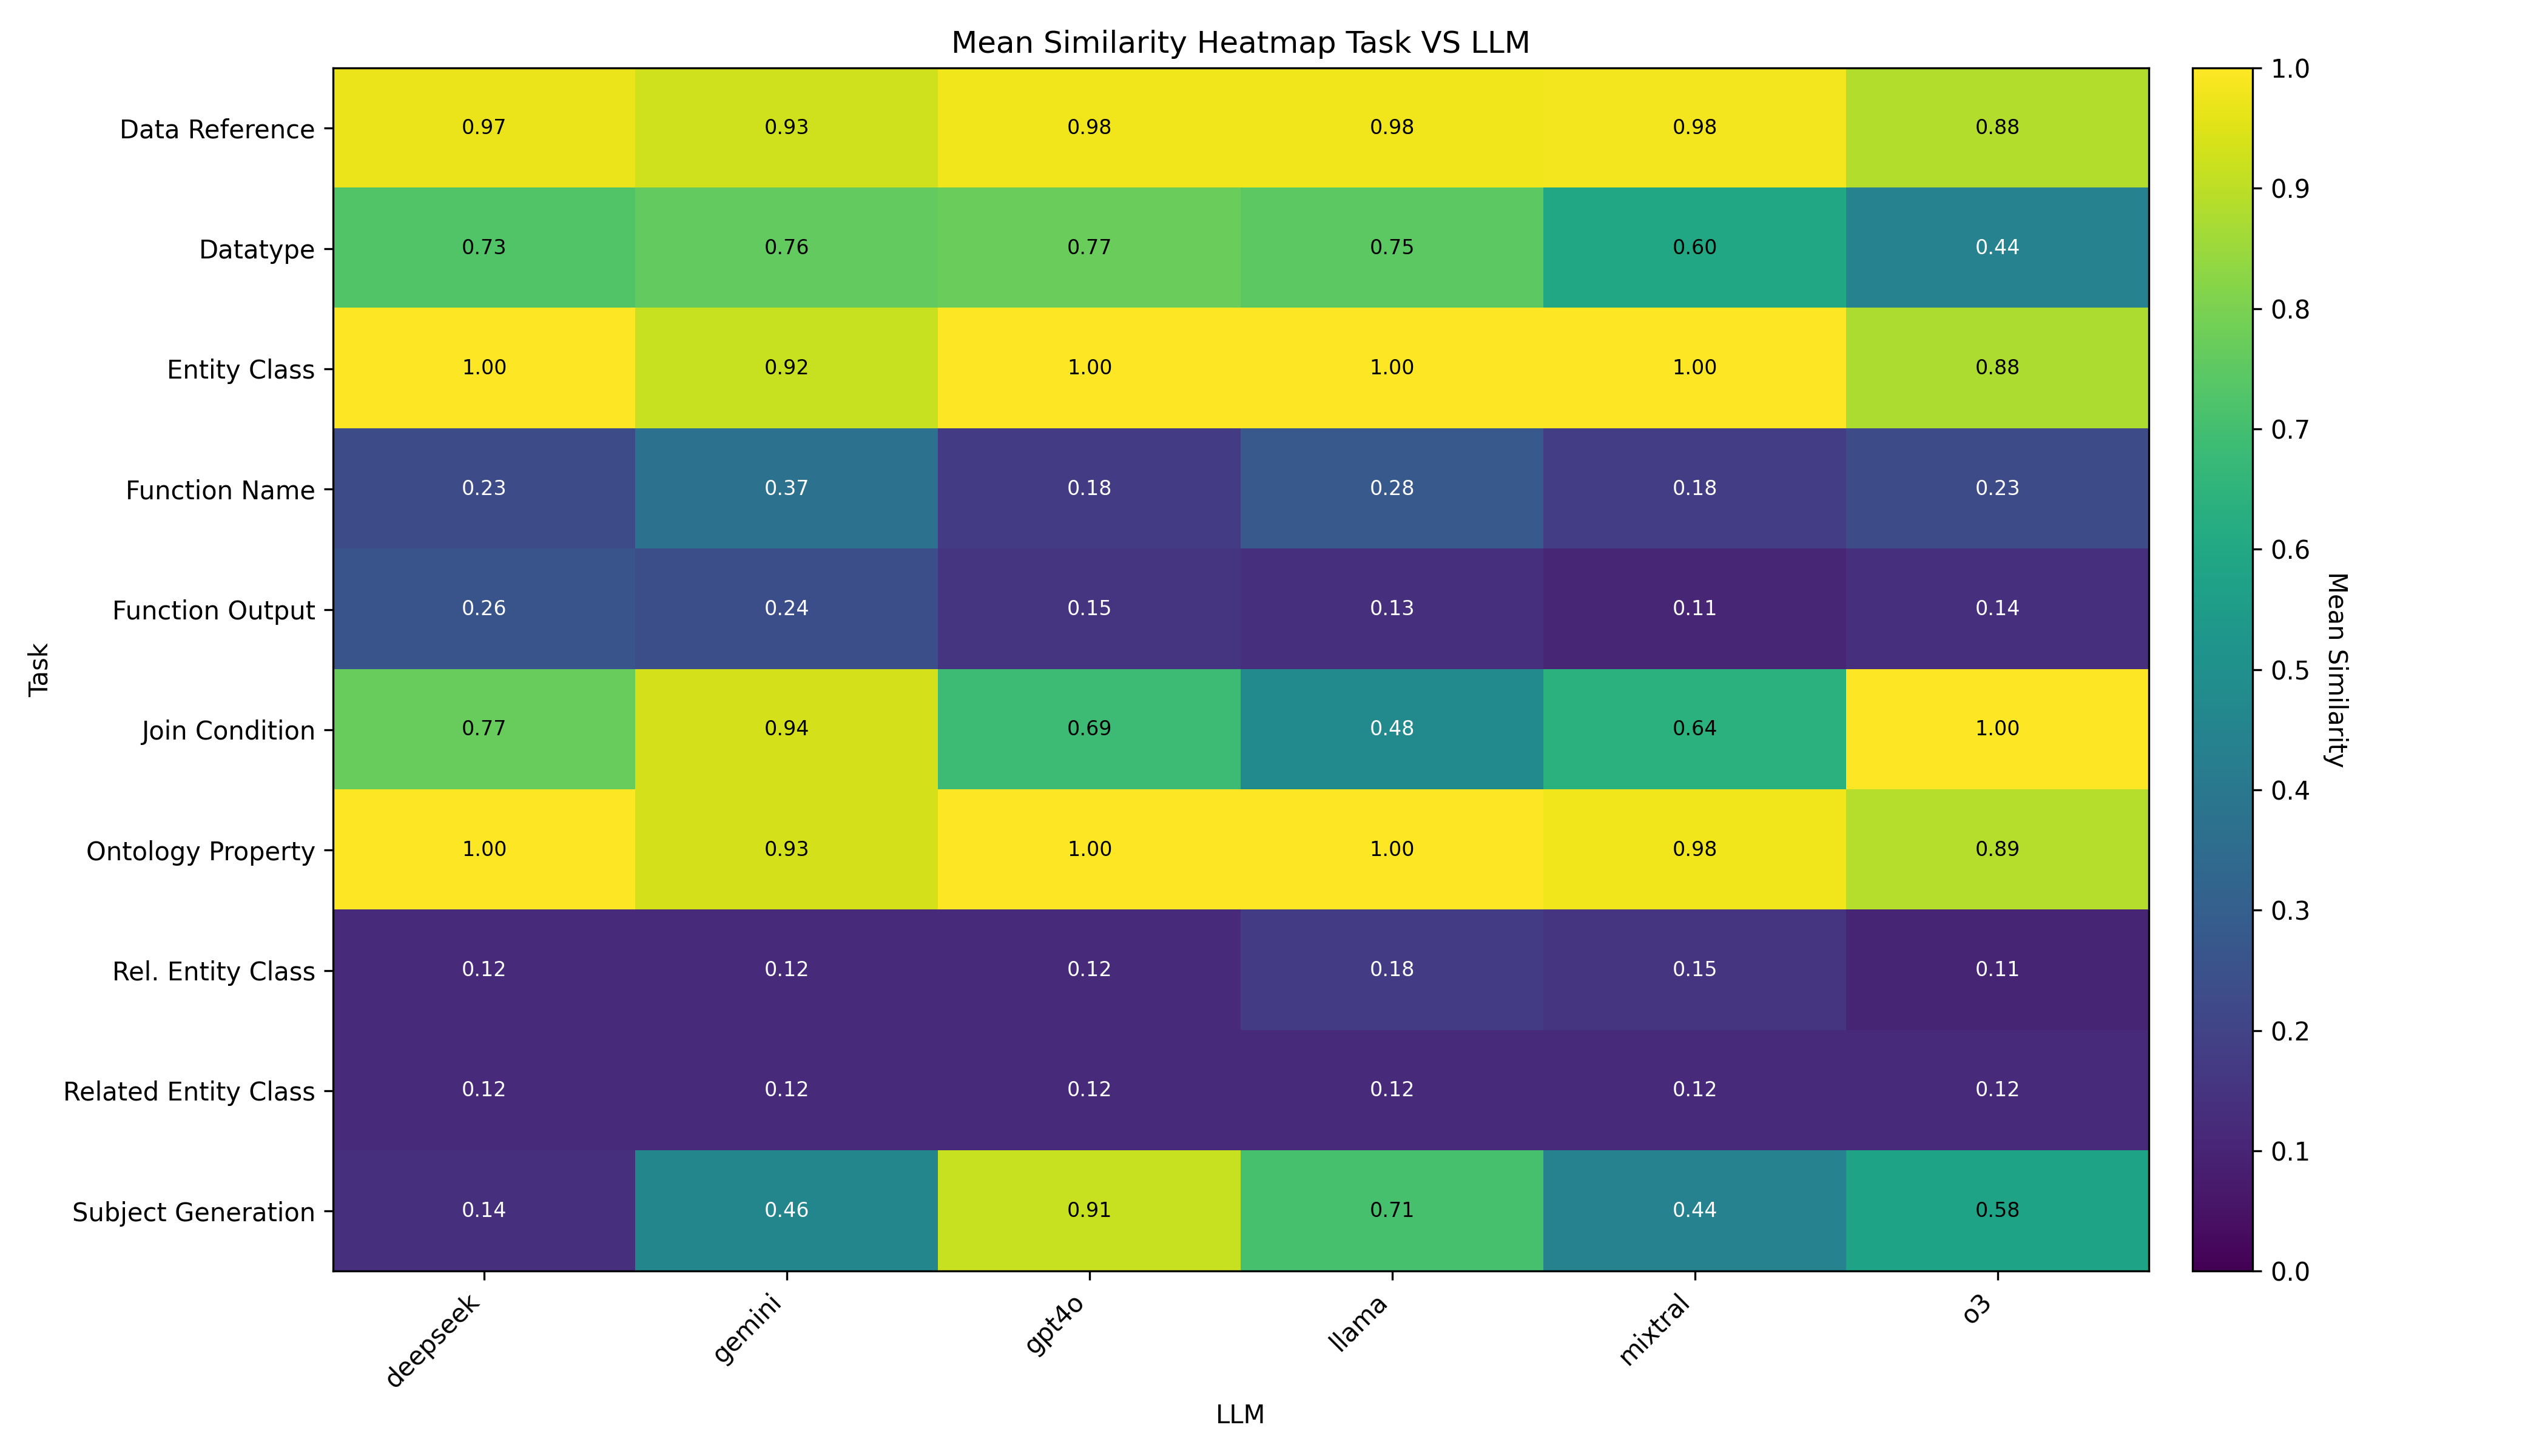 Mean Similarity Heatmap Task VS LLM
Data Reference 0.97 0.93 0.98 0.98 0.98 0.88
Datatype 0.73 0.76 0.77 0.75 0.60 0.44
Entity Class 1.00 0.92 1.00 1.00 1.00 0.88
Function Name 0.23 0.37 0.18 0.28 0.18 0.23
Function Output 0.26 0.24 0.15 0.13 0.11 0.14
Join Condition 0.77 0.94 0.69 0.48 0.64 1.00
Ontology Property 1.00 0.93 1.00 1.00 0.98 0.89
Rel. Entity Class 0.12 0.12 0.12 0.18 0.15 0.11
Related Entity Class 0.12 0.12 0.12 0.12 0.12 0.12
Subject Generation 0.14 0.46 0.91 0.71 0.44 0.58
Task
deepseek gemini gpt4o llama mixtral o3
LLM
1.0
0.9
0.8
0.7
0.6
0.5
0.4
0.3
0.2
0.1
0.0
Mean Similarity